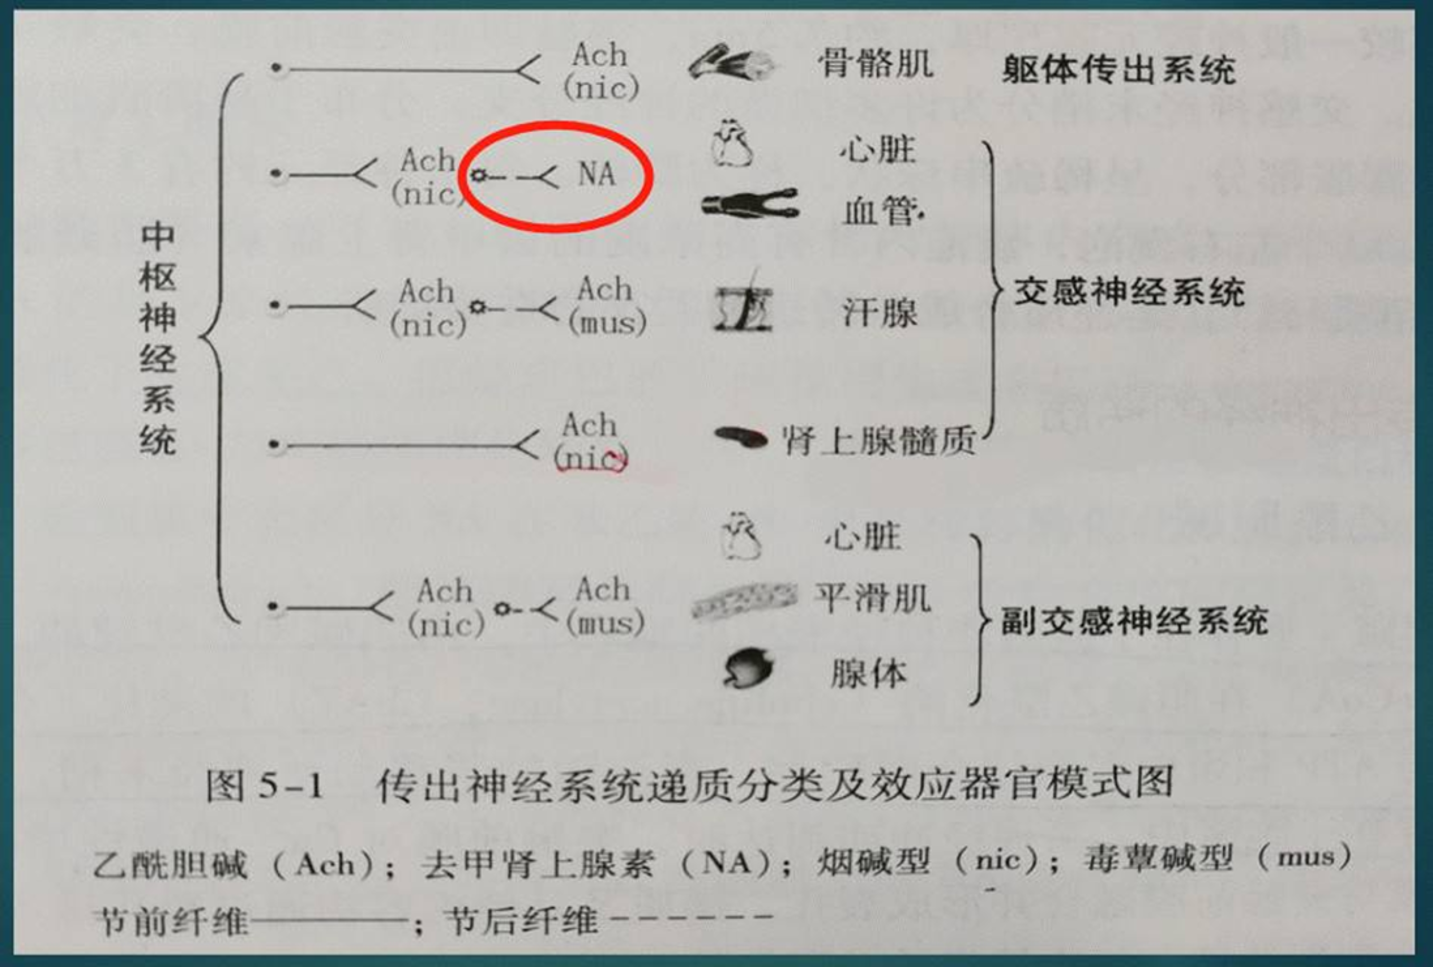 Ach
(nic)
骨骼肌
躯体传出系统
Ach
(nic)
NA
心脏
血管
Ach
(nic)
Ach
(mus)
汗腺
交感神经系统
中枢神经系统
Ach
(nic)
肾上腺髓质
心脏
Ach
(nic)
Ach
(mus)
平滑肌
副交感神经系统
腺体
图 5-1 传出神经系统递质分类及效应器官模式图
乙酰胆碱（Ach）；去甲肾上腺素（NA）；烟碱型（nic）；毒蕈碱型（mus）
节前纤维————；节后纤维------